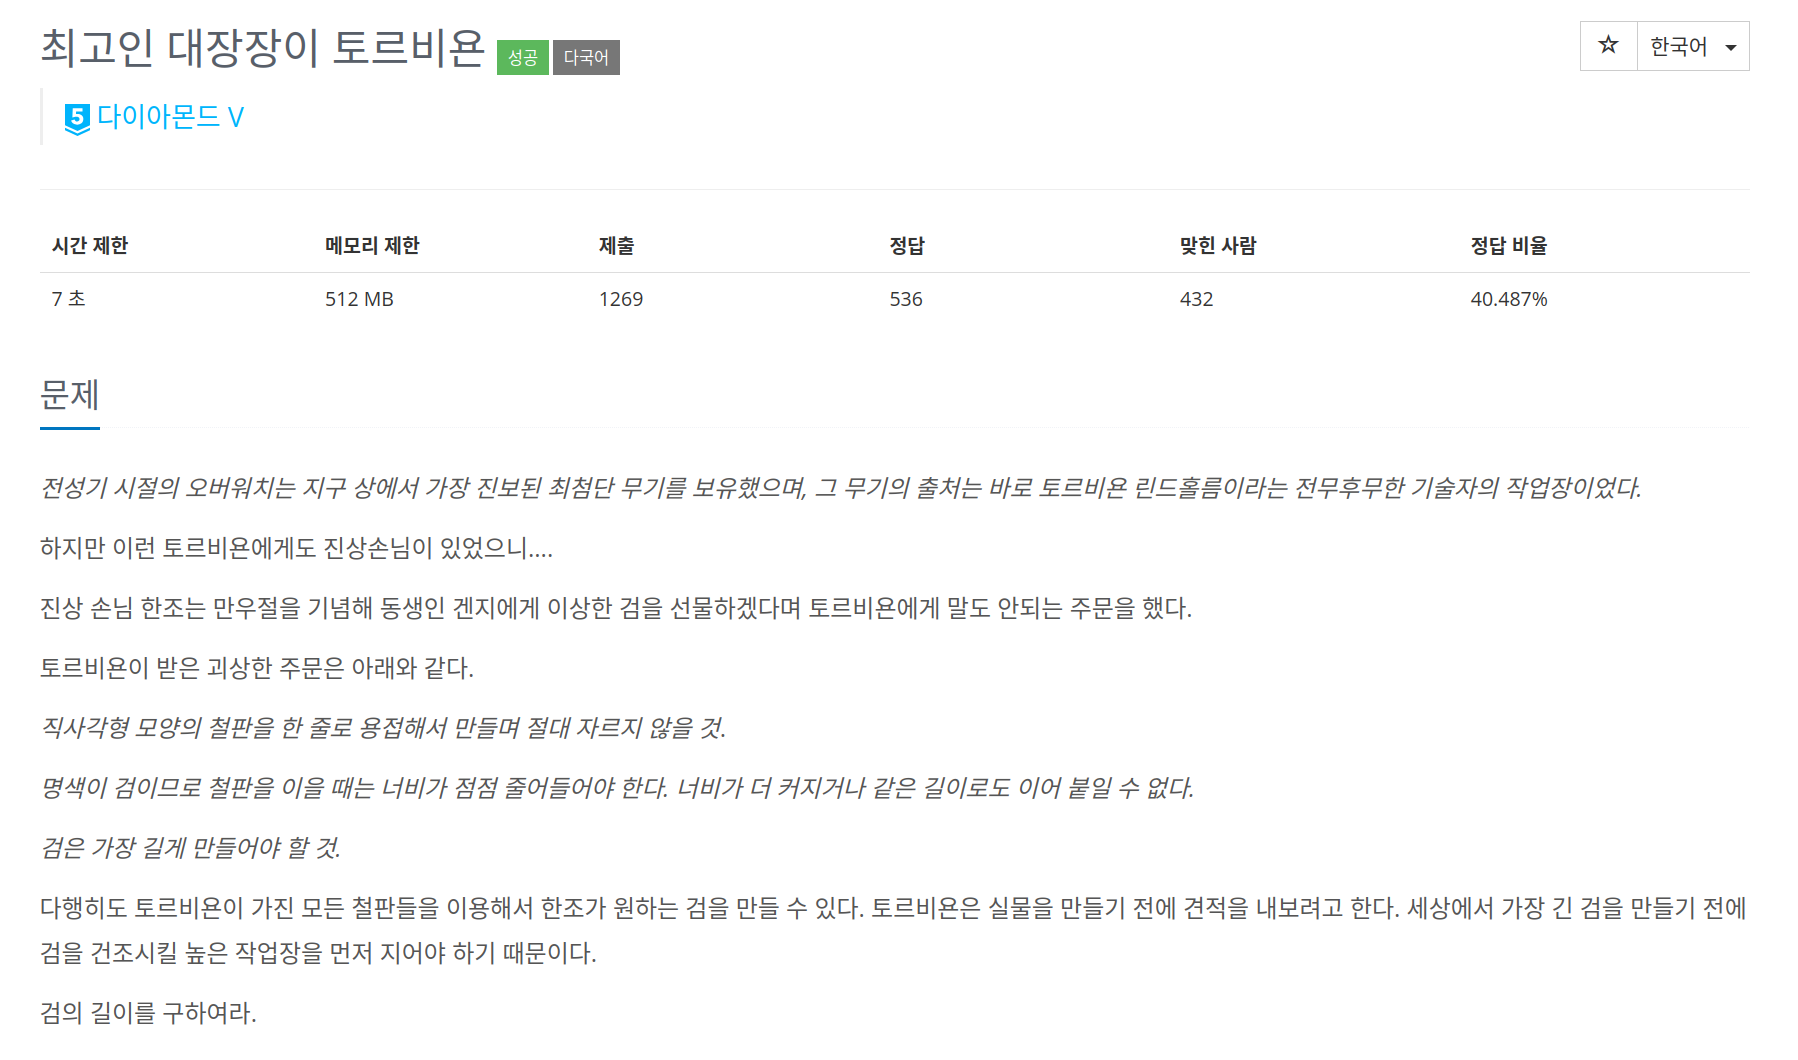 최고인 대장장이 토르비욘 성공 다국어
☆ 한국어
5 다이아몬드 V
시간 제한 메모리 제한 제출 정답 맞힌 사람 정답 비율
7 초 512 MB 1269 536 432 40.487%
문제
전성기 시절의 오버워치는 지구 상에서 가장 진보된 최첨단 무기를 보유했으며, 그 무기의 출처는 바로 토르비욘 린드홀름이라는 전무후무한 기술자의 작업장이었다.
하지만 이런 토르비욘에게도 진상손님이 있었으니....
진상 손님 한조는 만우절을 기념해 동생인 겐지에게 이상한 검을 선물하겠다며 토르비욘에게 말도 안되는 주문을 했다.
토르비욘이 받은 괴상한 주문은 아래와 같다.
직사각형 모양의 철판을 한 줄로 용접해서 만들며 절대 자르지 않을 것.
명색이 검이므로 철판을 이을 때는 너비가 점점 줄어들어야 한다. 너비가 더 커지거나 같은 길이로도 이어 붙일 수 없다.
검은 가장 길게 만들어야 할 것.
다행히도 토르비욘이 가진 모든 철판들을 이용해서 한조가 원하는 검을 만들 수 있다. 토르비욘은 실물을 만들기 전에 견적을 내보려고 한다. 세상에서 가장 긴 검을 만들기 전에
검을 건조시킬 높은 작업장을 먼저 지어야 하기 때문이다.
검의 길이를 구하여라.